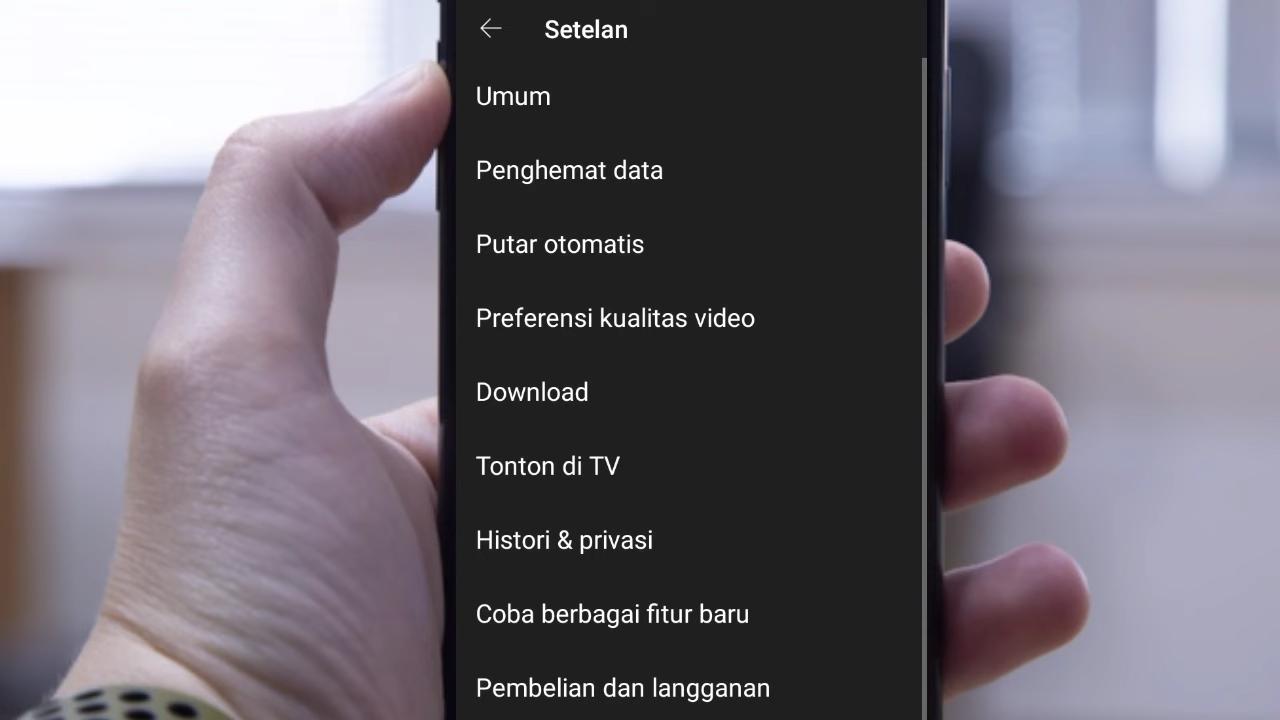 Setelan
Umum
Penghemat data
Putar otomatis
Preferensi kualitas video
Download
Tonton di TV
Histori & privasi
Coba berbagai fitur baru
Pembelian dan langganan